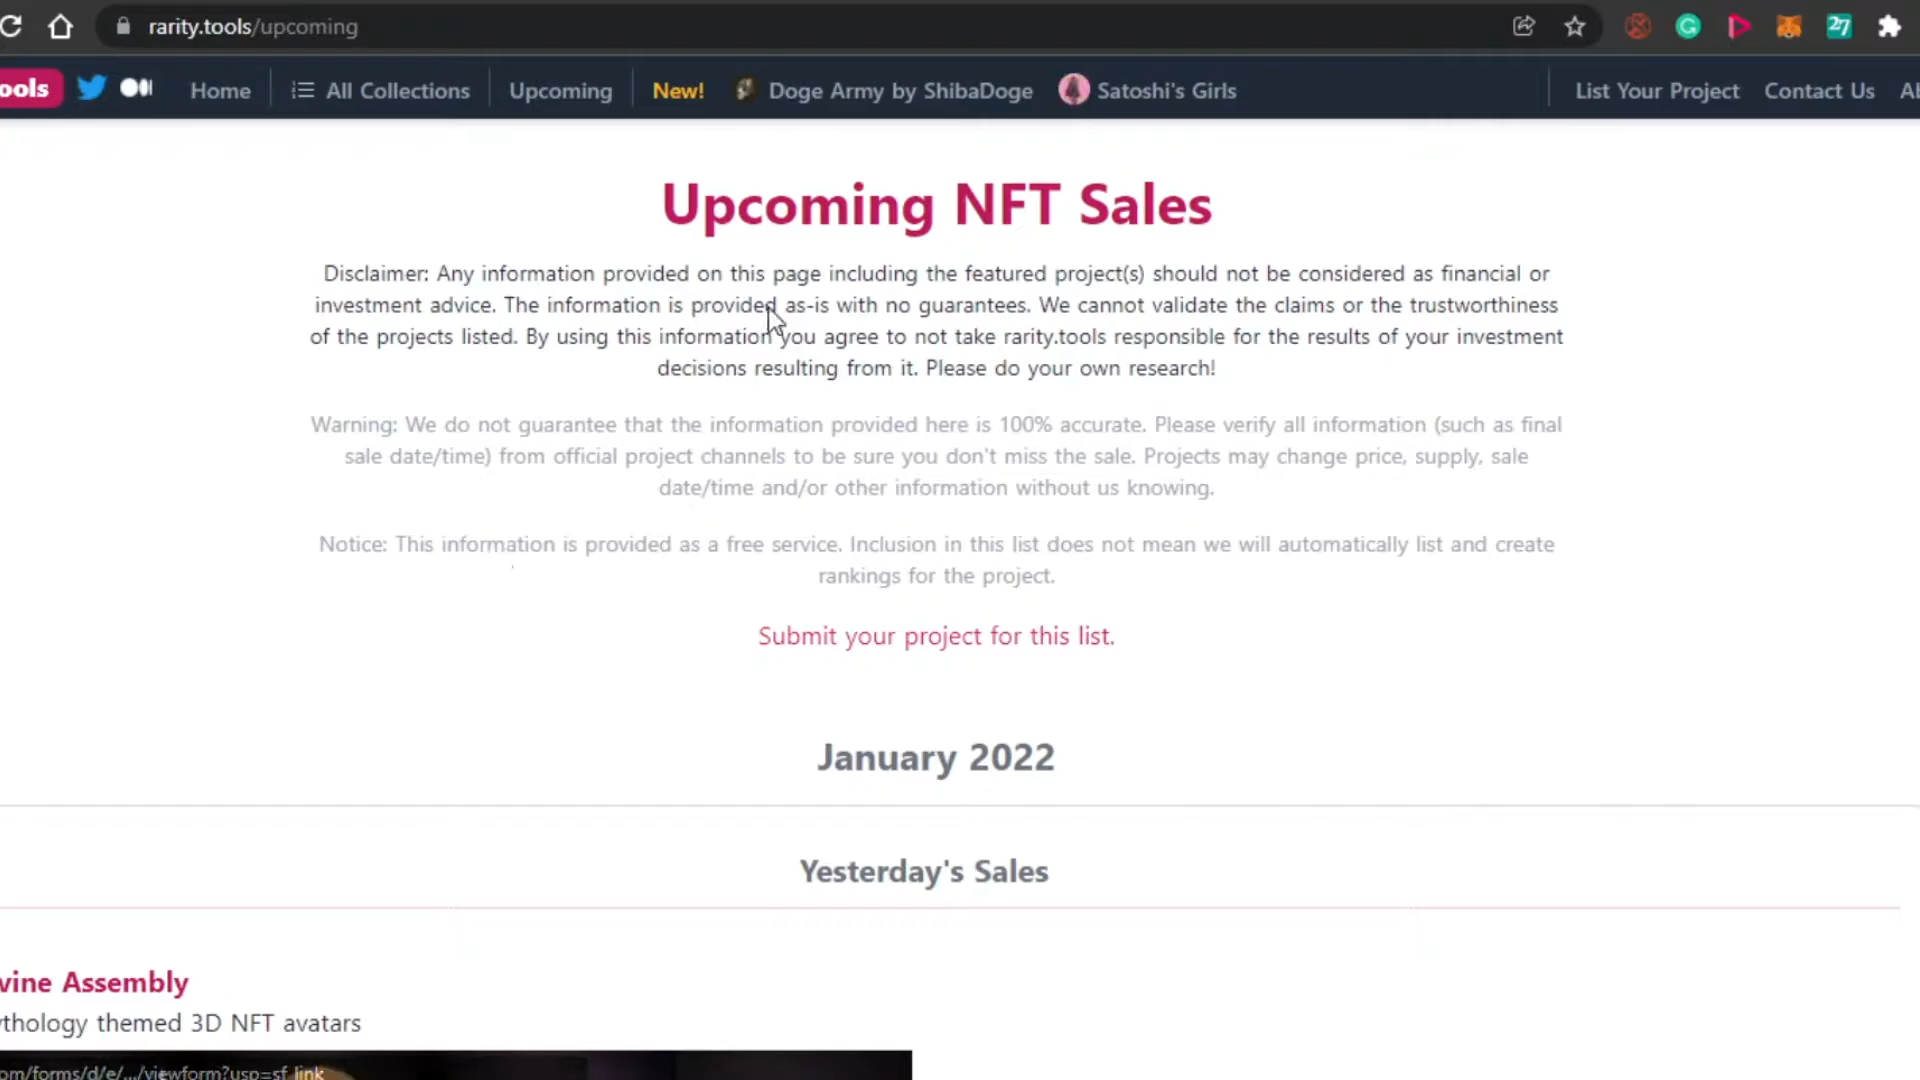 rarity.tools/upcoming
27
ools
Home
All Collections
Upcoming
New!
Doge Army by ShibaDoge
Satoshi's Girls
List Your Project
Contact Us
Ab
Upcoming NFT Sales
Disclaimer: Any information provided on this page including the featured project(s) should not be considered as financial or
investment advice. The information is provided as-is with no guarantees. We cannot validate the claims or the trustworthiness
of the projects listed. By using this information you agree to not take rarity.tools responsible for the results of your investment
decisions resulting from it. Please do your own research!
Warning: We do not guarantee that the information provided here is 100% accurate. Please verify all information (such as final
sale date/time) from official project channels to be sure you don't miss the sale. Projects may change price, supply, sale
date/time and/or other information without us knowing.
Notice: This information is provided as a free service. Inclusion in this list does not mean we will automatically list and create
rankings for the project.
Submit your project for this list.
January 2022
Yesterday's Sales
vine Assembly
ythology themed 3D NFT avatars
om/forms/d/e/.../viewform?usp=sf_link